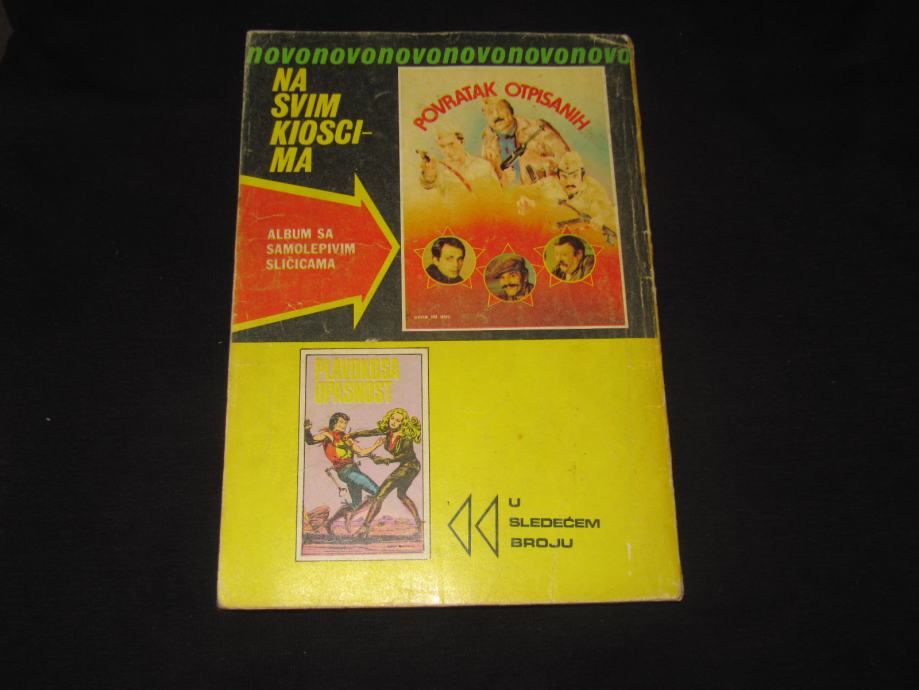 novonovonovonovonovonovo
NA
SVIM
KIOSCI-
MA
POVRATAK OTPISANIH
ALBUM SA
SAMOLEPIVIM
SLIČICAMA
PLAVOKOSA
OPASNOST
U
SLEDEĆEM
BROJU